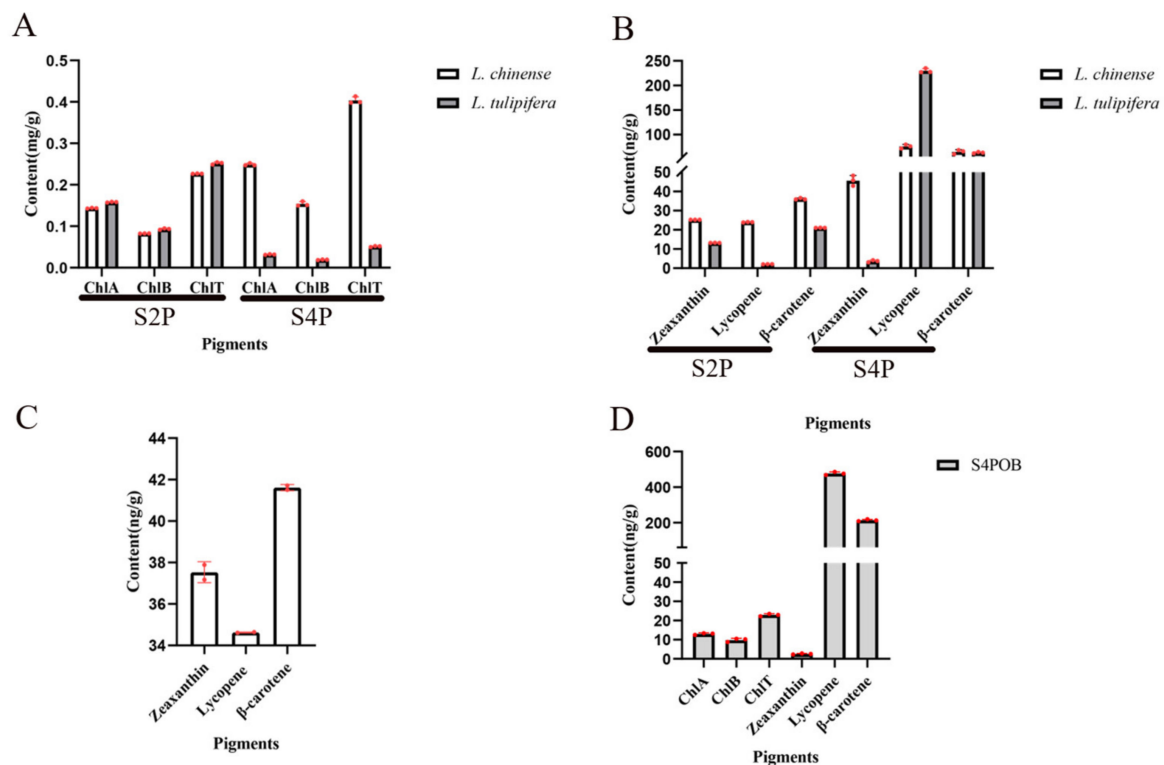 A
Content(mg/g)
0.5
0.4
0.3
0.2
0.1
0.0
L. chinense
L. tulipifera
ChlA ChlB ChlT ChlA ChlB ChlT
S2P S4P
Pigments
B
Content(ng/g)
250
200
150
100
50
40
30
20
10
0
L. chinense
L. tulipifera
Zeaxanthin Lycopene β-carotene Zeaxanthin Lycopene β-carotene
S2P S4P
Pigments
C
Content(ng/g)
44
42
40
38
36
34
Zeaxanthin Lycopene β-carotene
Pigments
D
Content(ng/g)
600
400
200
50
40
30
20
10
0
S4POB
ChlA ChlB ChlT Zeaxanthin Lycopene β-carotene
Pigments